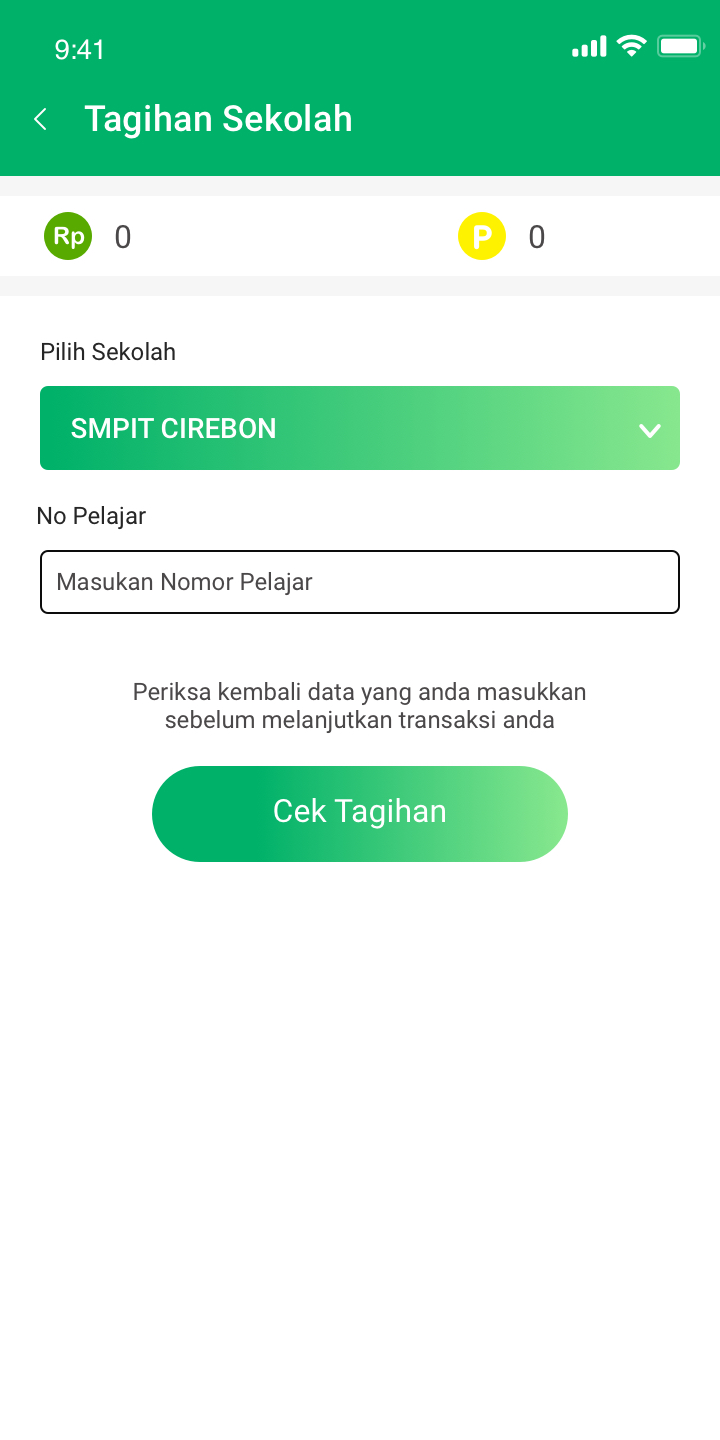 9:41
Tagihan Sekolah
Rp 0 P 0
Pilih Sekolah
SMPIT CIREBON
No Pelajar
Masukan Nomor Pelajar
Periksa kembali data yang anda masukkan
sebelum melanjutkan transaksi anda
Cek Tagihan